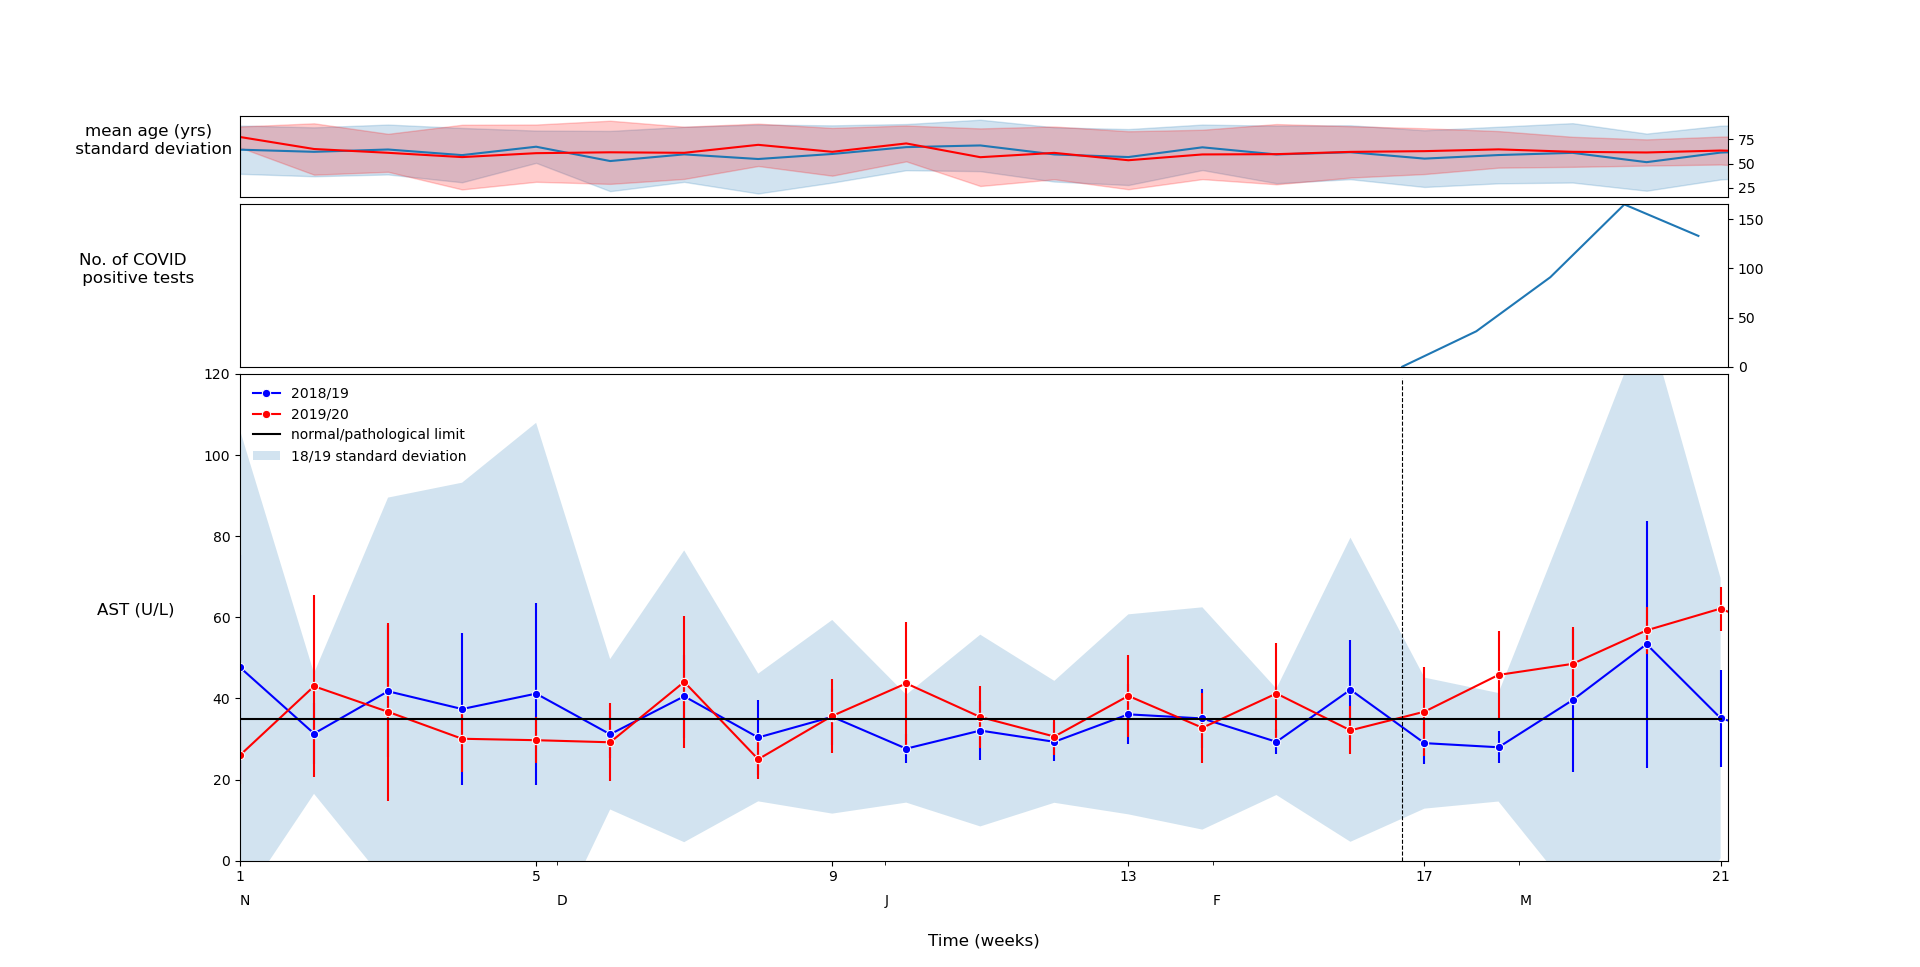 mean age (yrs)
standard deviation
75
50
25
No. of COVID
positive tests
150
100
50
0
120
100
80
60
40
20
0
2018/19
2019/20
normal/pathological limit
18/19 standard deviation
AST (U/L)
1 5 9 13 17 21
N D J F M
Time (weeks)